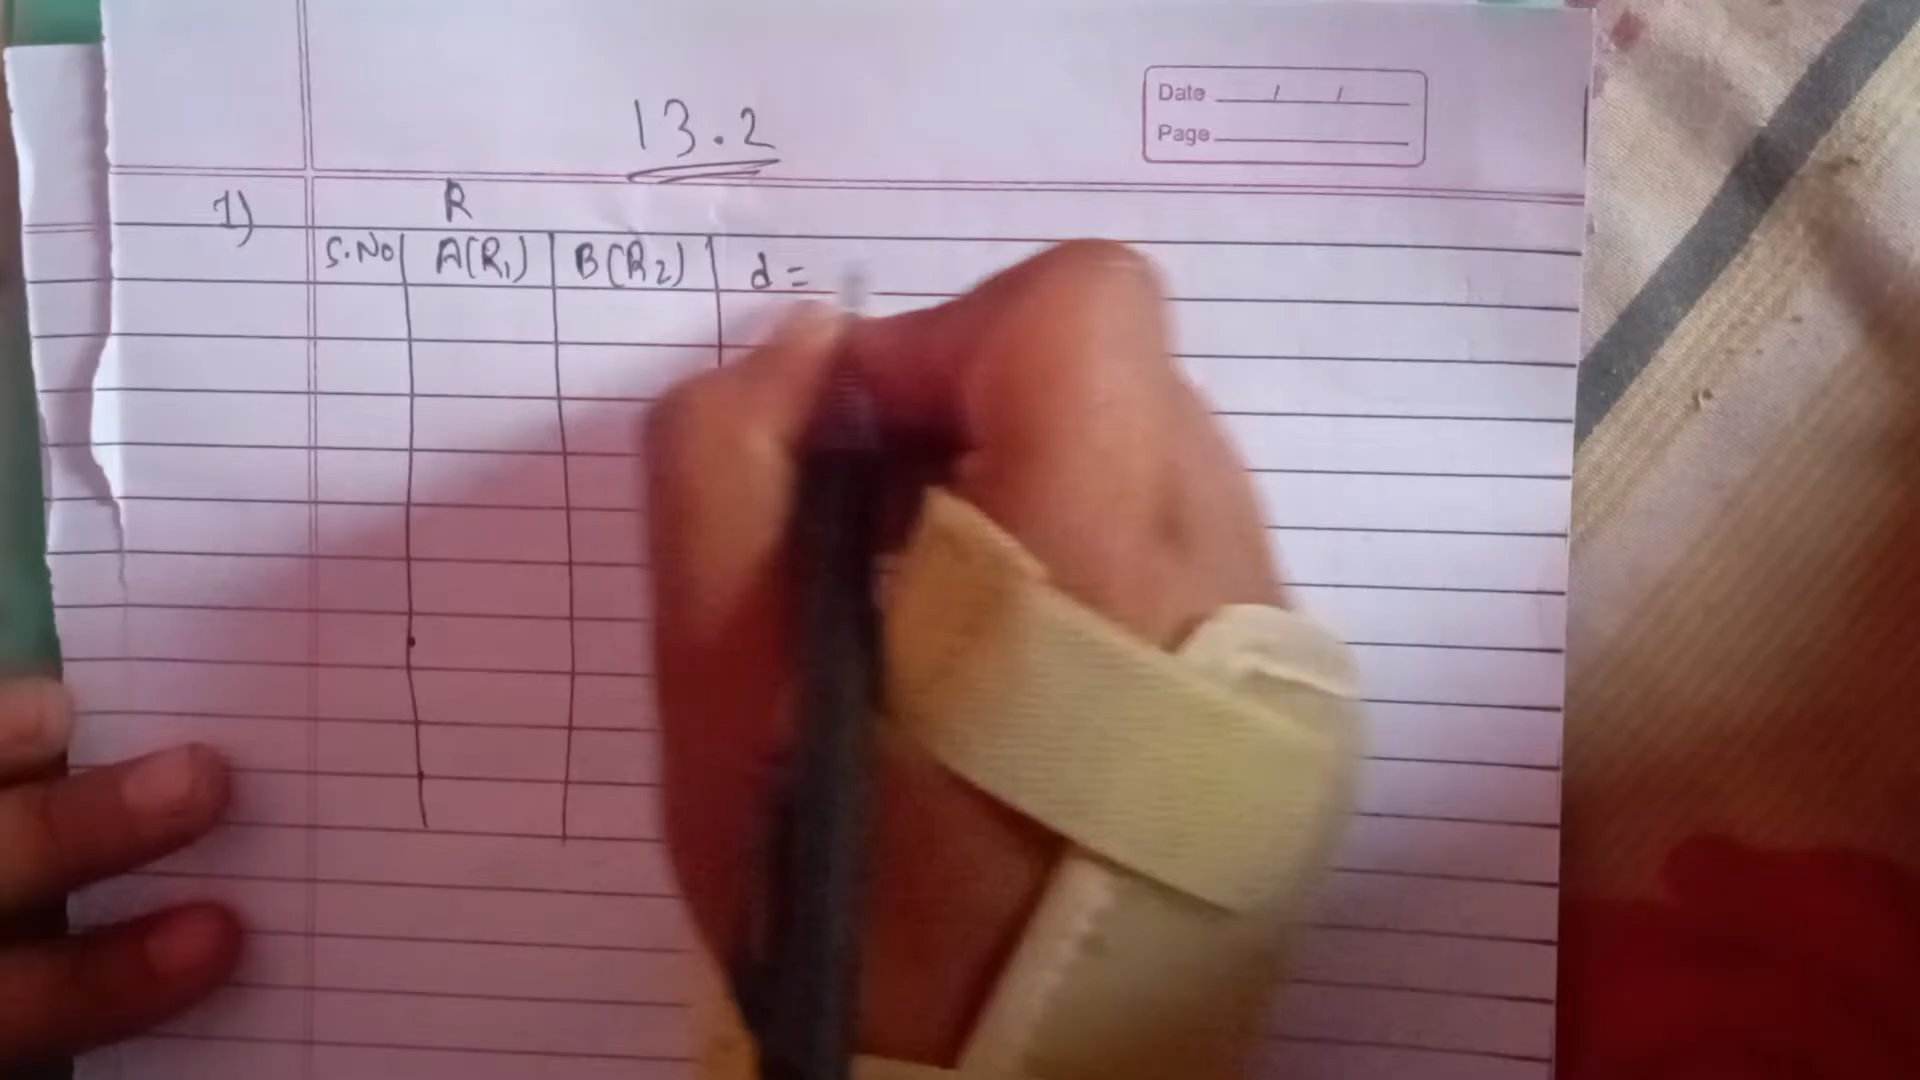 13.2
Date / /
Page
1) R
S.No A(R₁) B(R₂) d =